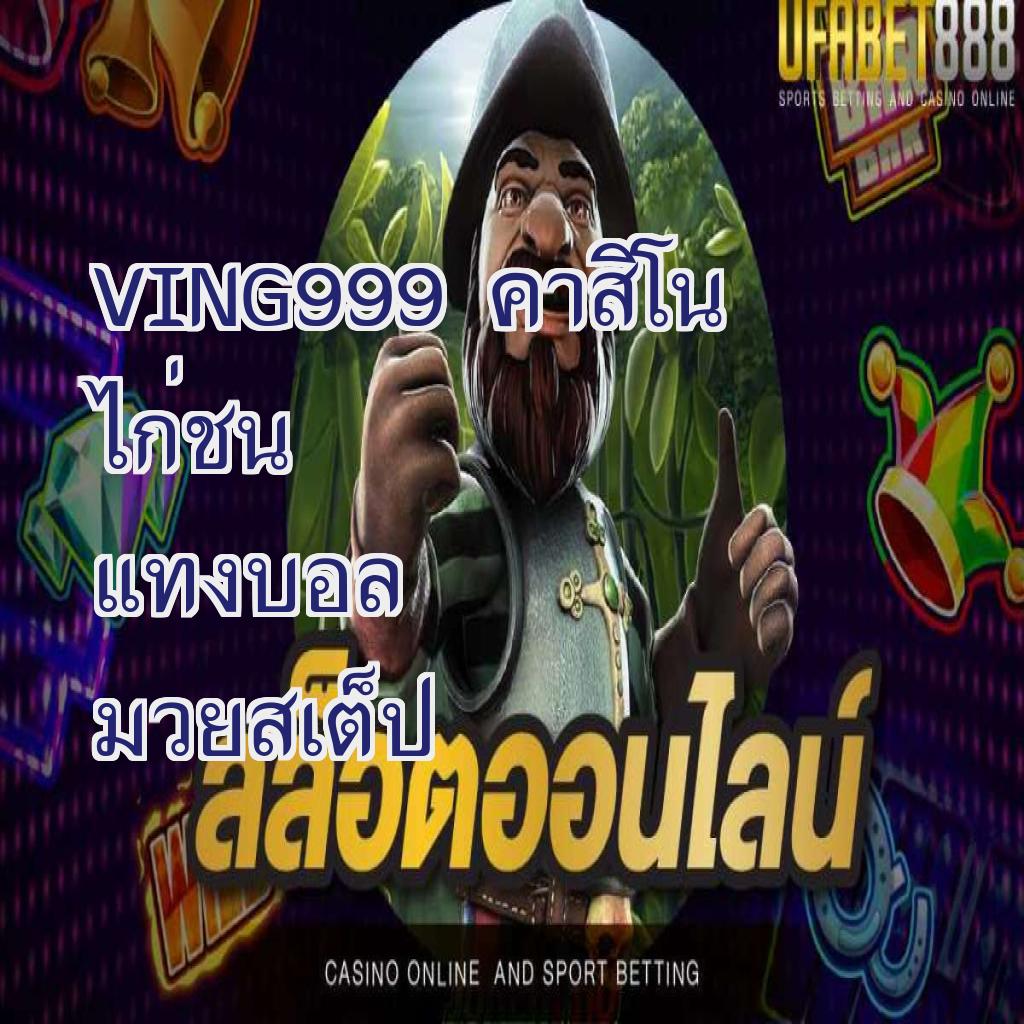 UFABET888
SPORTS BETTING AND CASINO ONLINE
BAR
VING999 คาสิโน
ไก่ชน
แทงบอล
มวยสเต็ป
สล็อตออนไลน์
WIN
CASINO ONLINE AND SPORT BETTING